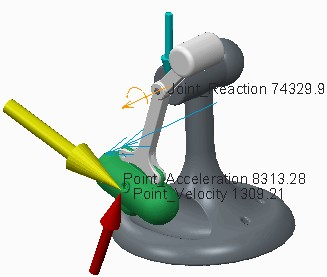 Joint_Reaction 74329.9
Point_Acceleration 8313.28
Point_Velocity 1309.21